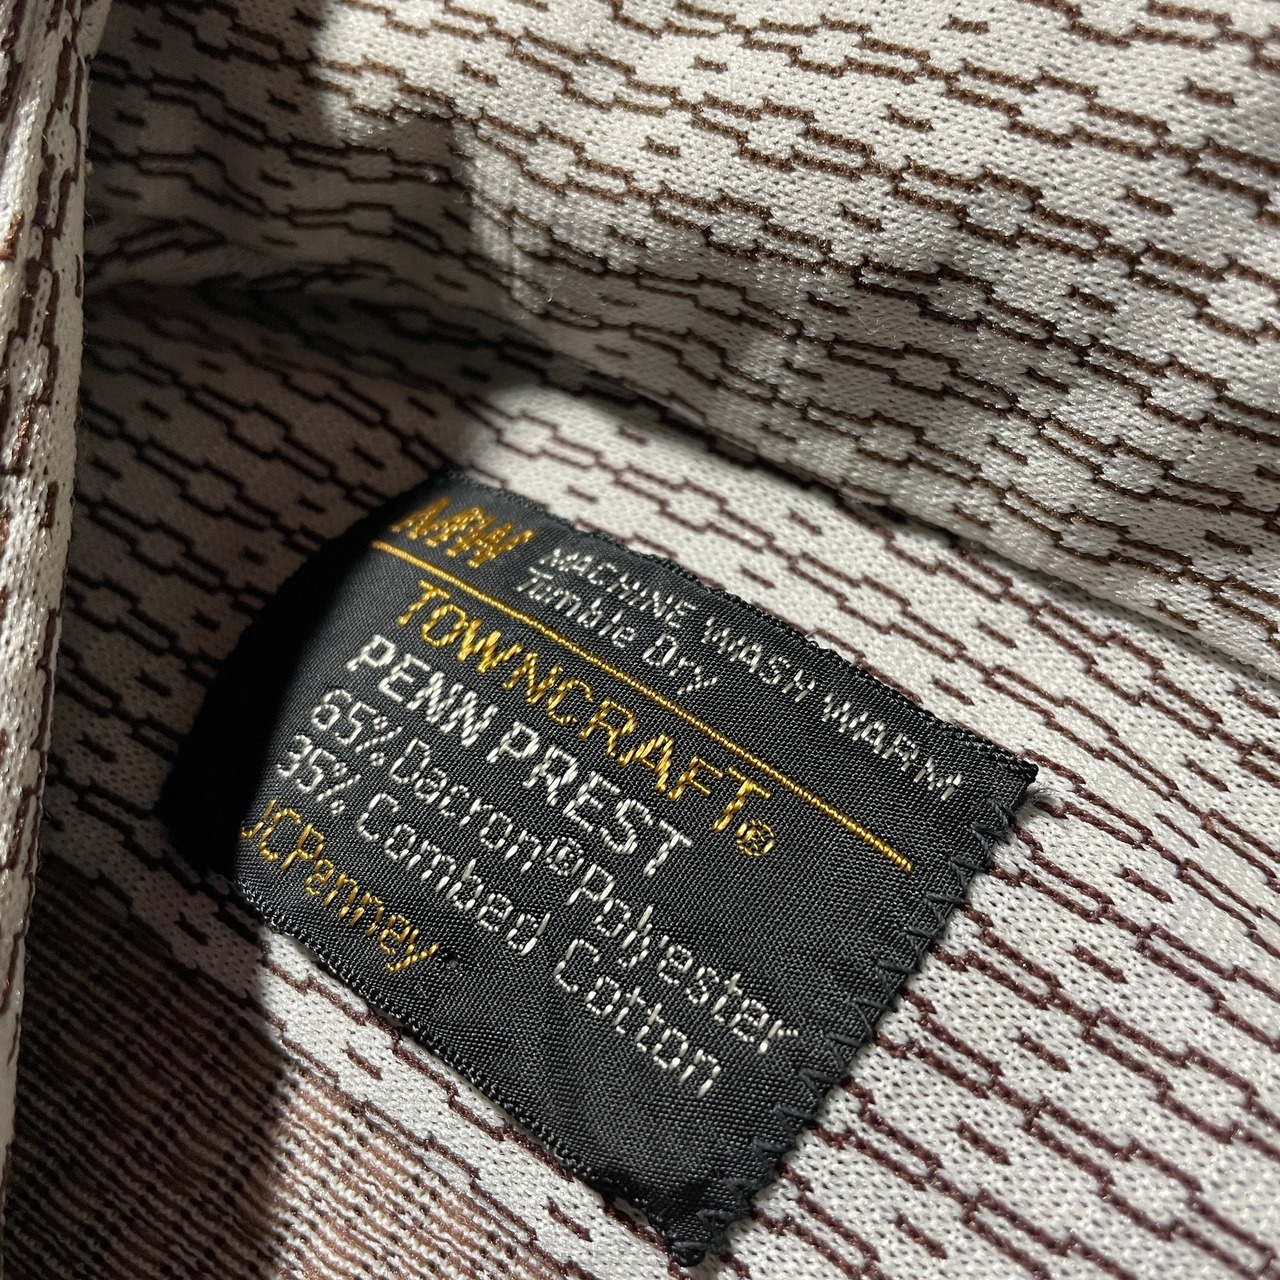 MACHINE WASH WARM
Tumble Dry
TOWNCRAFT®
PENN PREST
65% Dacron® Polyester
35% Combed Cotton
JCPenney